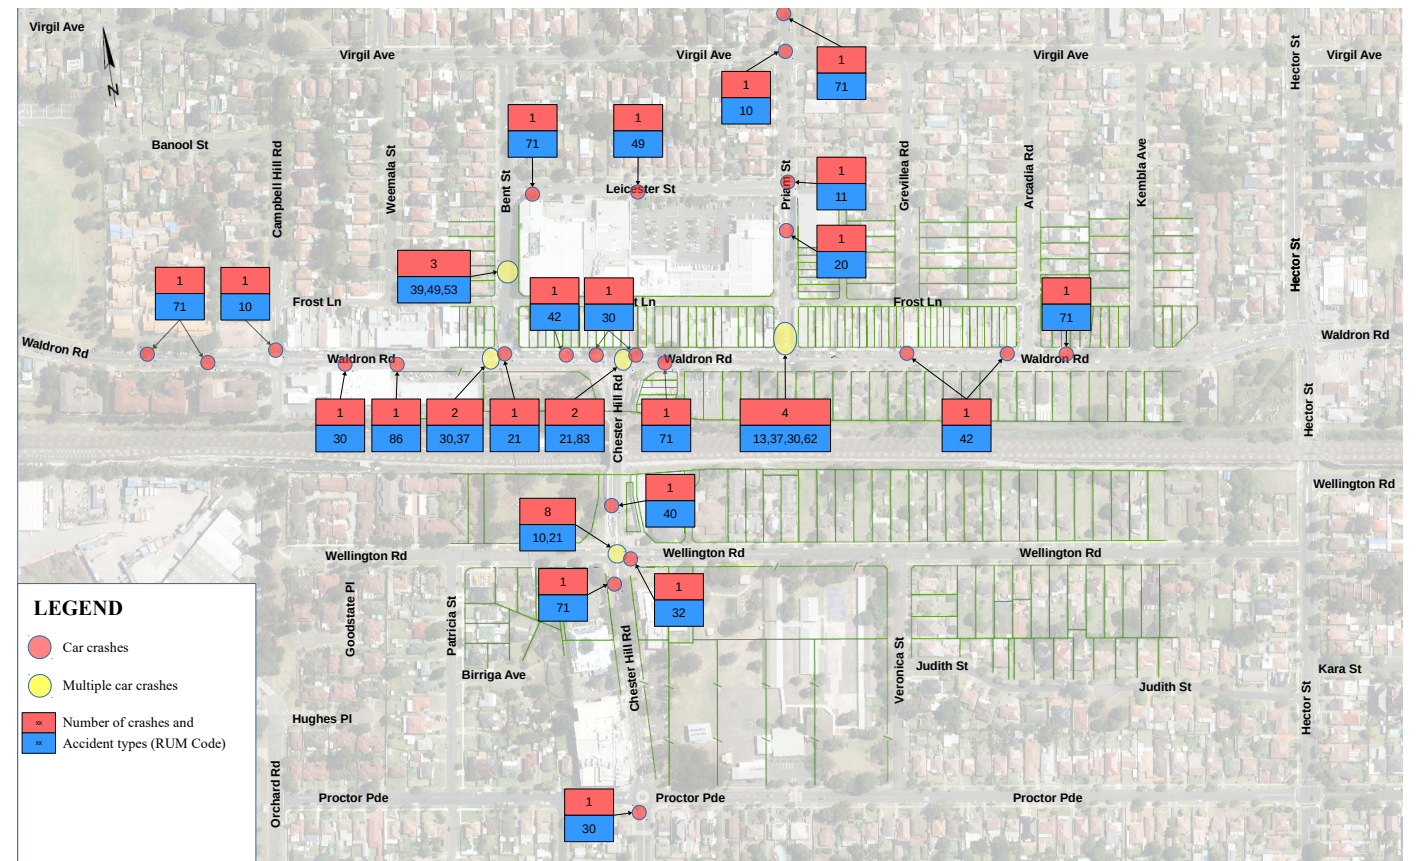 Virgil Ave
Virgil Ave
Virgil Ave
Virgil Ave
Virgil Ave
Hector St
N
1
71
1
10
1
71
1
49
Banool St
Campbell Hill Rd
Weemala St
Bent St
Leicester St
Priam St
1
11
Grevillea Rd
Arcadia Rd
Kembla Ave
1
20
Hector St
3
39,49,53
1
71
1
10
Frost Ln
1
42
1
30
t Ln
Frost Ln
1
71
Waldron Rd
Waldron Rd
Waldron Rd
Waldron Rd
Waldron Rd
1
30
1
86
2
30,37
1
21
2
21,83
Chester Hill Rd
1
71
4
13,37,30,62
1
42
Hector St
1
40
Wellington Rd
8
10,21
Wellington Rd
Wellington Rd
Wellington Rd
1
71
1
32
LEGEND
Car crashes
Multiple car crashes
xx
Number of crashes and
xx
Accident types (RUM Code)
Goodstate Pl
Patricia St
Birriga Ave
Chester Hill Rd
Veronica St
Judith St
Judith St
Kara St
Hector St
Hughes Pl
Orchard Rd
Proctor Pde
Proctor Pde
Proctor Pde
1
30